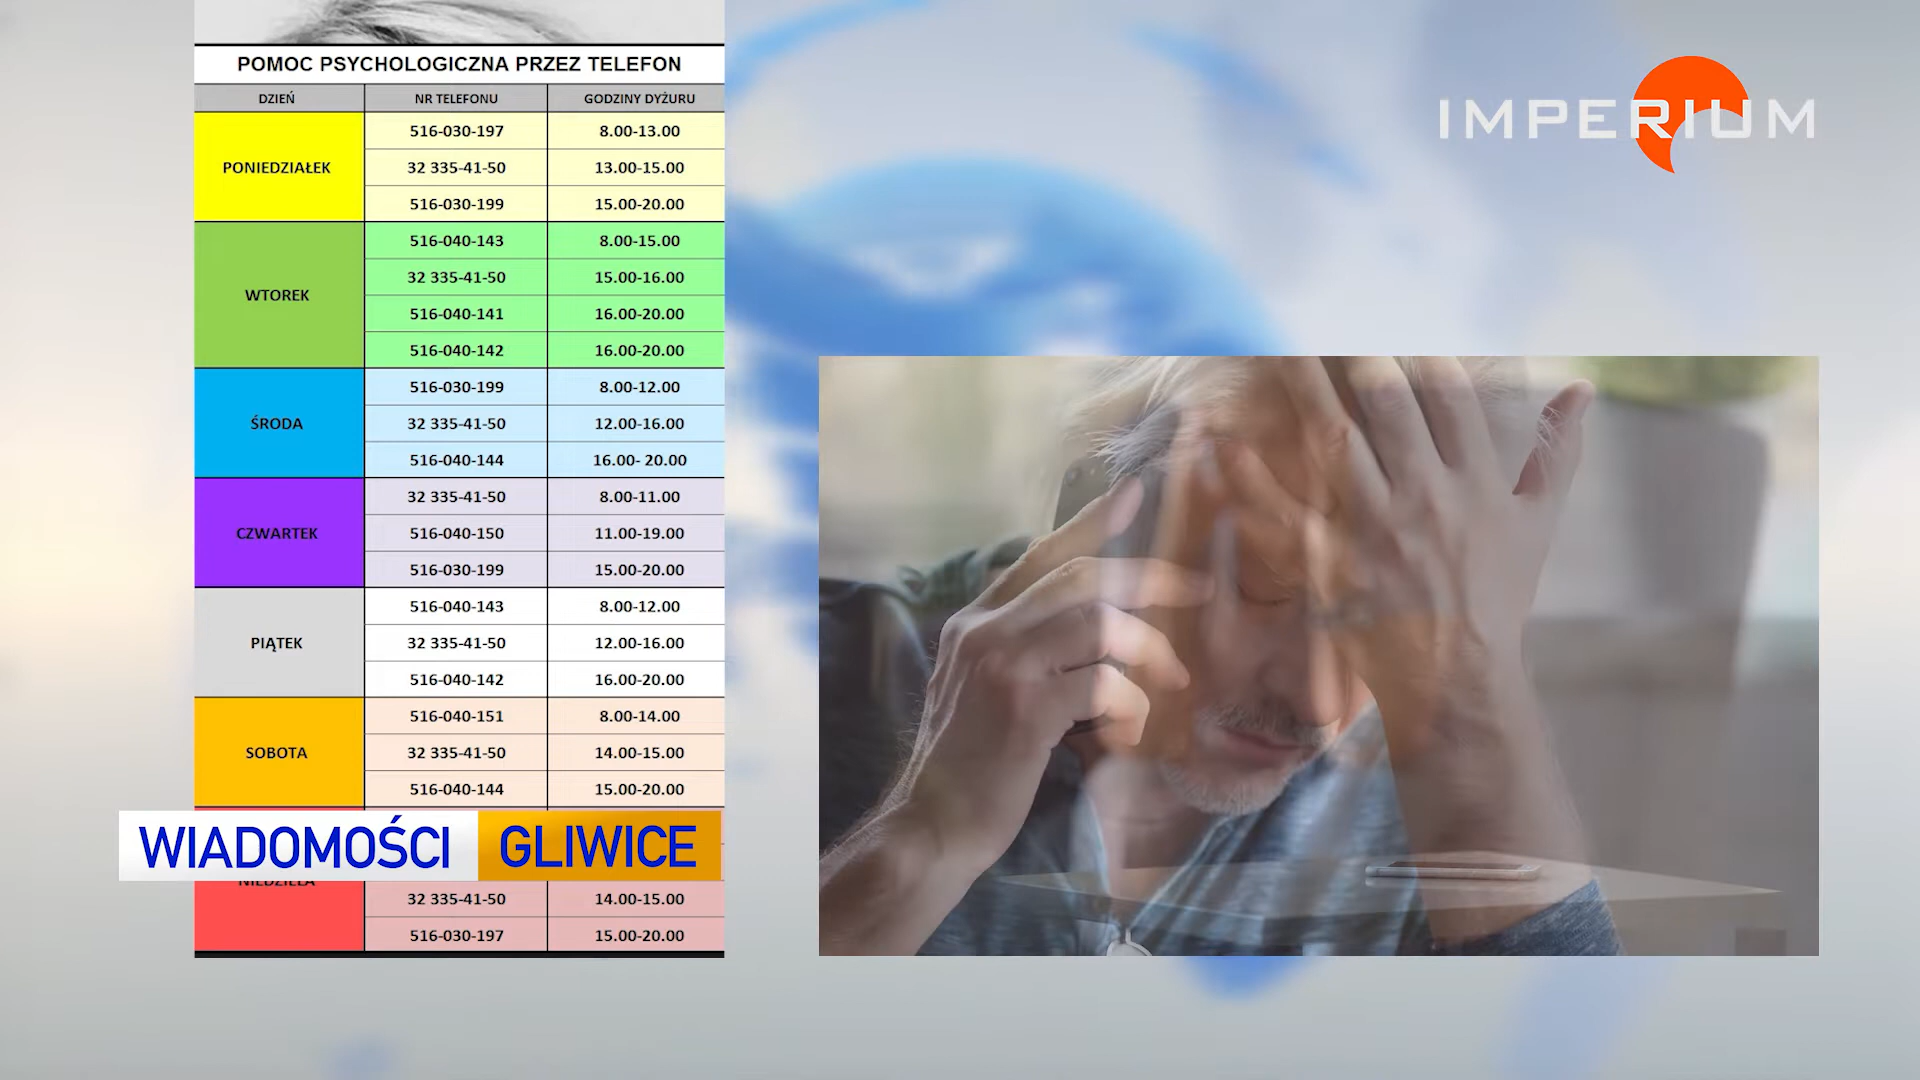 POMOC PSYCHOLOGICZNA PRZEZ TELEFON
DZIEŃ NR TELEFONU GODZINY DYŻURU
PONIEDZIAŁEK
516-030-197 8.00-13.00
32 335-41-50 13.00-15.00
516-030-199 15.00-20.00
WTOREK
516-040-143 8.00-15.00
32 335-41-50 15.00-16.00
516-040-141 16.00-20.00
516-040-142 16.00-20.00
ŚRODA
516-030-199 8.00-12.00
32 335-41-50 12.00-16.00
516-040-144 16.00- 20.00
CZWARTEK
32 335-41-50 8.00-11.00
516-040-150 11.00-19.00
516-030-199 15.00-20.00
PIĄTEK
516-040-143 8.00-12.00
32 335-41-50 12.00-16.00
516-040-142 16.00-20.00
SOBOTA
516-040-151 8.00-14.00
32 335-41-50 14.00-15.00
516-040-144 15.00-20.00
WIADOMOŚCI GLIWICE
NIEDZIELA
32 335-41-50 14.00-15.00
516-030-197 15.00-20.00
IMPERIUM